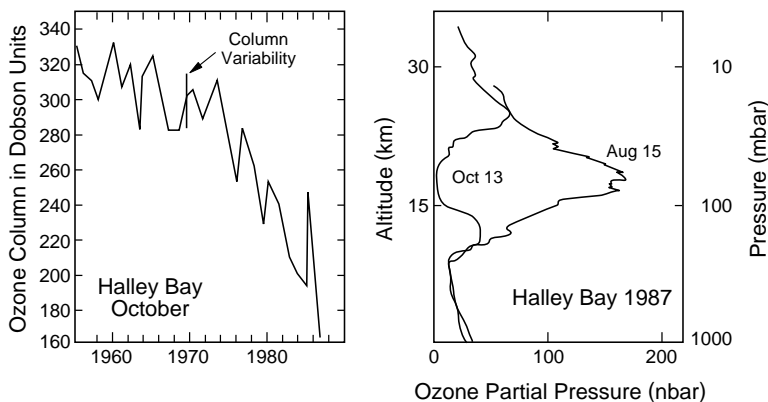 Ozone Column in Dobson Units
340
320
300
280
260
240
220
200
180
160
Column
Variability
Halley Bay
October
1960
1970
1980
Altitude (km)
30
15
Oct 13
Aug 15
Halley Bay 1987
10
100
1000
Pressure (mbar)
0
100
200
Ozone Partial Pressure (nbar)